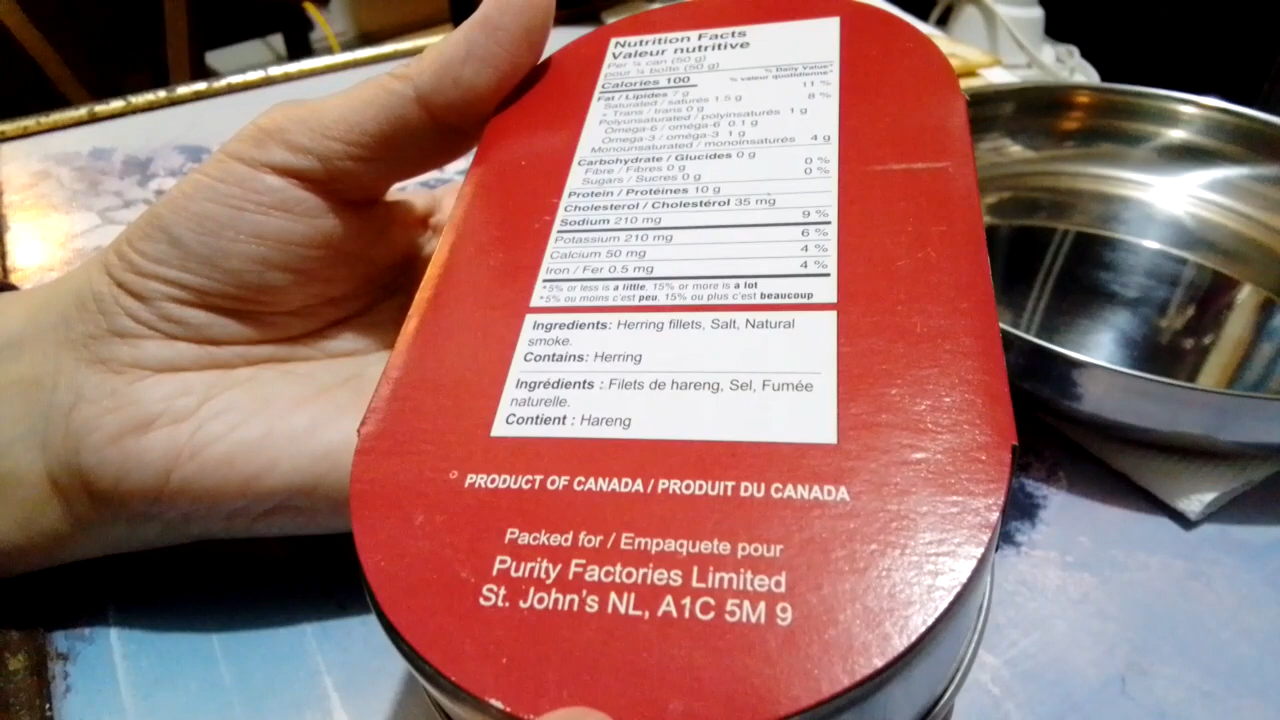 Nutrition Facts
Valeur nutritive
Per ¼ can (50 g)
pour ¼ boîte (50 g)
Calories 100
% Daily Value*
% valeur quotidienne*
Fat / Lipides 7 g 11 %
Saturated / saturés 1.5 g 8 %
+ Trans / trans 0 g
Polyunsaturated / polyinsaturés 1 g
Omega-6 / oméga-6 0.1 g
Omega-3 / oméga-3 1 g
Monounsaturated / monoinsaturés 4 g
Carbohydrate / Glucides 0 g
Fibre / Fibres 0 g 0 %
Sugars / Sucres 0 g 0 %
Protein / Protéines 10 g
Cholesterol / Cholestérol 35 mg
Sodium 210 mg 9 %
Potassium 210 mg 6 %
Calcium 50 mg 4 %
Iron / Fer 0.5 mg 4 %
*5% or less is a little, 15% or more is a lot
*5% ou moins c'est peu, 15% ou plus c'est beaucoup
Ingredients: Herring fillets, Salt, Natural
smoke.
Contains: Herring
Ingrédients : Filets de hareng, Sel, Fumée
naturelle.
Contient : Hareng
PRODUCT OF CANADA / PRODUIT DU CANADA
Packed for / Empaquete pour
Purity Factories Limited
St. John's NL, A1C 5M 9